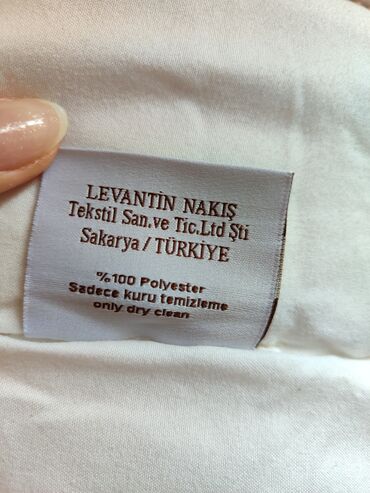 LEVANTİN NAKIŞ
Tekstil San.ve Tic.Ltd Şti
Sakarya / TÜRKİYE
%100 Polyester
Sadece kuru temizleme
only dry clean